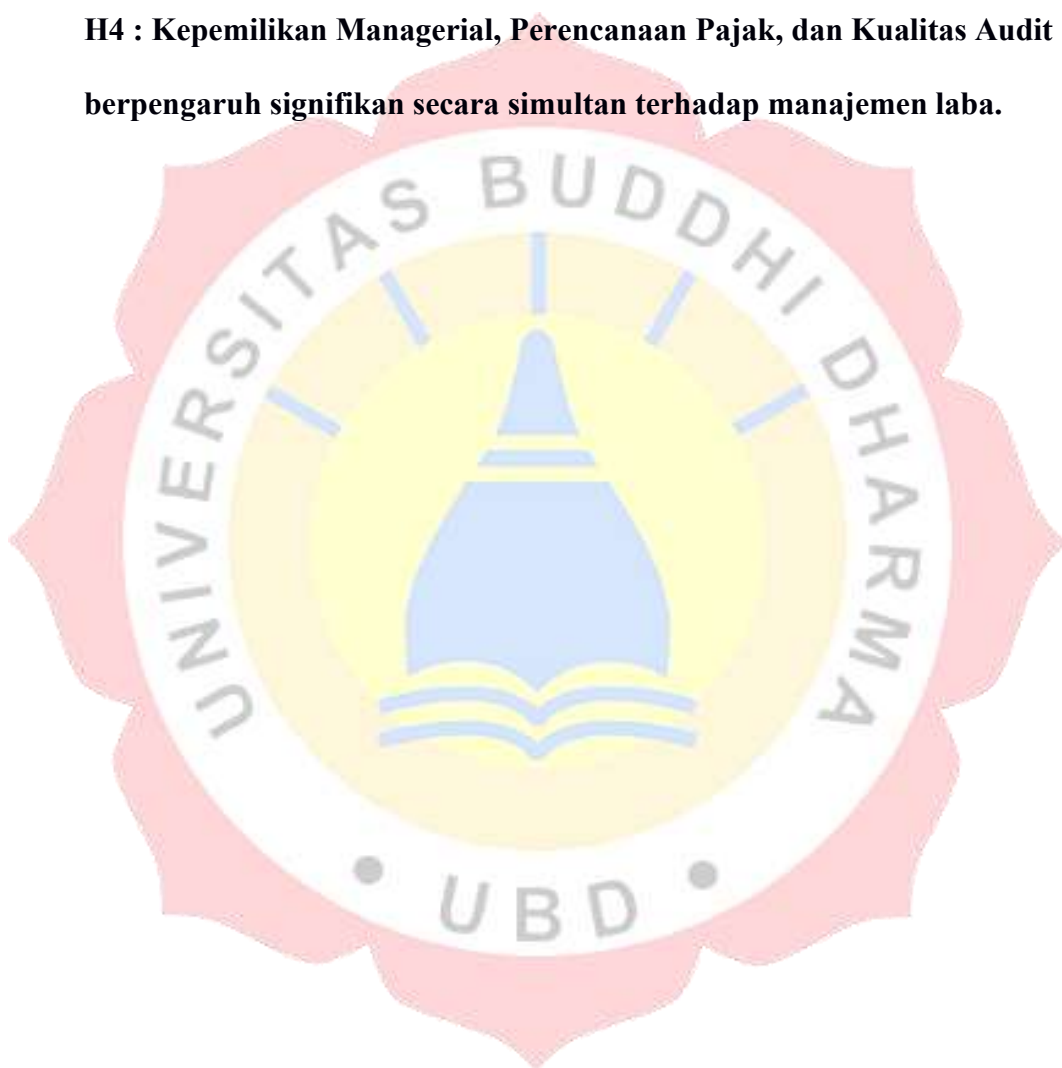 H4 : Kepemilikan Managerial, Perencanaan Pajak, dan Kualitas Audit
berpengaruh signifikan secara simultan terhadap manajemen laba.
UNIVERSITAS BUDDHI DHARMA
• UBD •